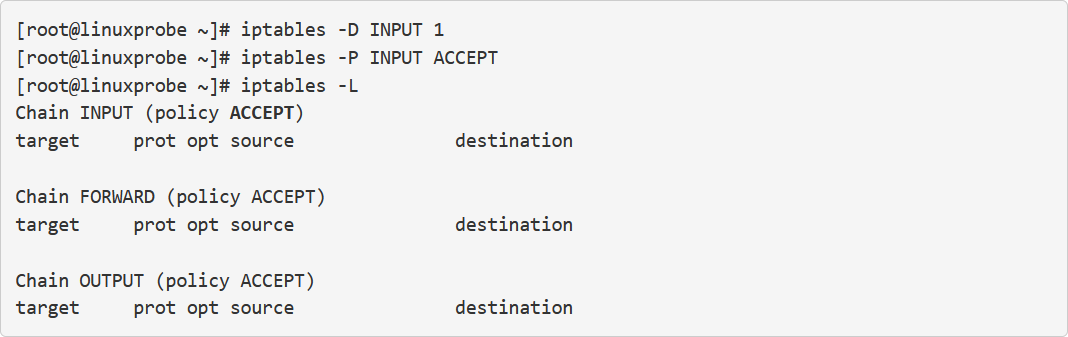 [root@linuxprobe ~]# iptables -D INPUT 1
[root@linuxprobe ~]# iptables -P INPUT ACCEPT
[root@linuxprobe ~]# iptables -L
Chain INPUT (policy ACCEPT)
target     prot opt source               destination

Chain FORWARD (policy ACCEPT)
target     prot opt source               destination

Chain OUTPUT (policy ACCEPT)
target     prot opt source               destination